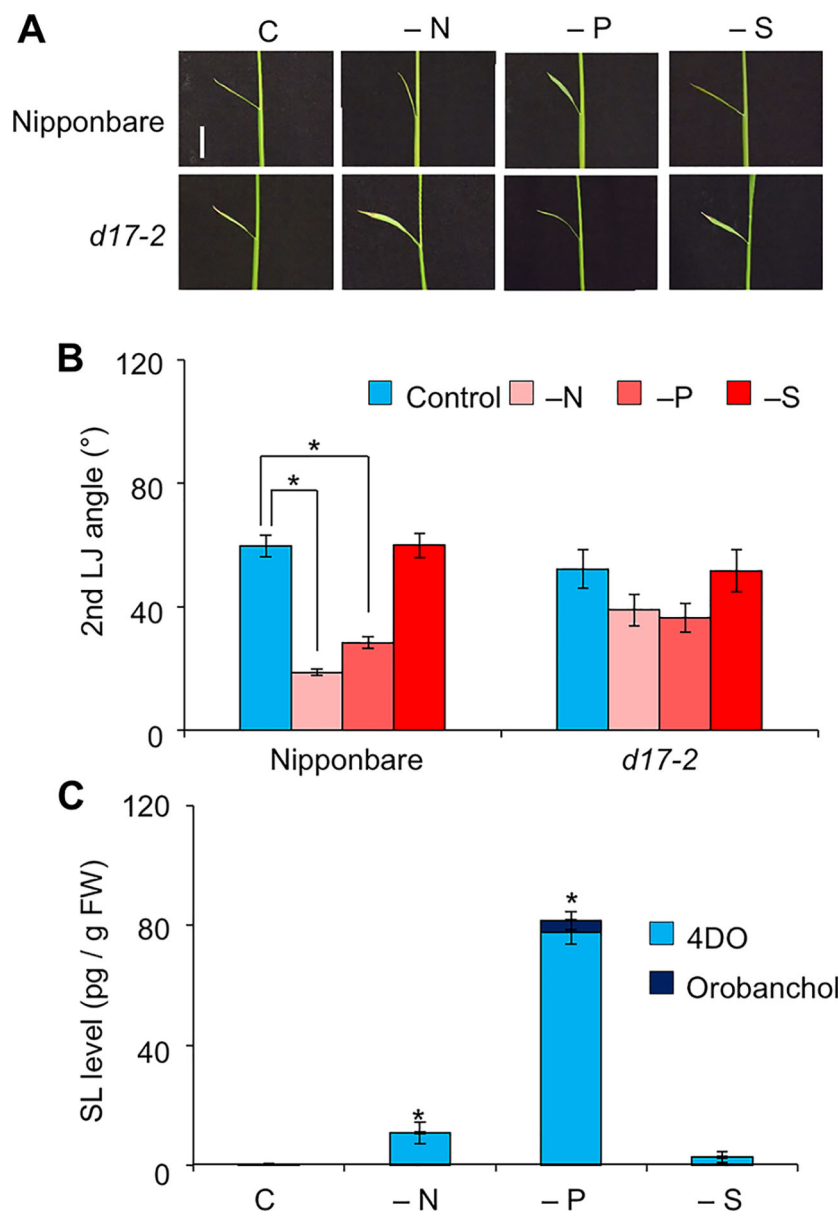 A
C – N – P – S
Nipponbare
d17-2
B
120
80
40
0
2nd LJ angle (°)
Control –N –P –S
*
*
Nipponbare d17-2
C
120
80
40
0
SL level (pg / g FW)
*
*
4DO
Orobanchol
C – N – P – S